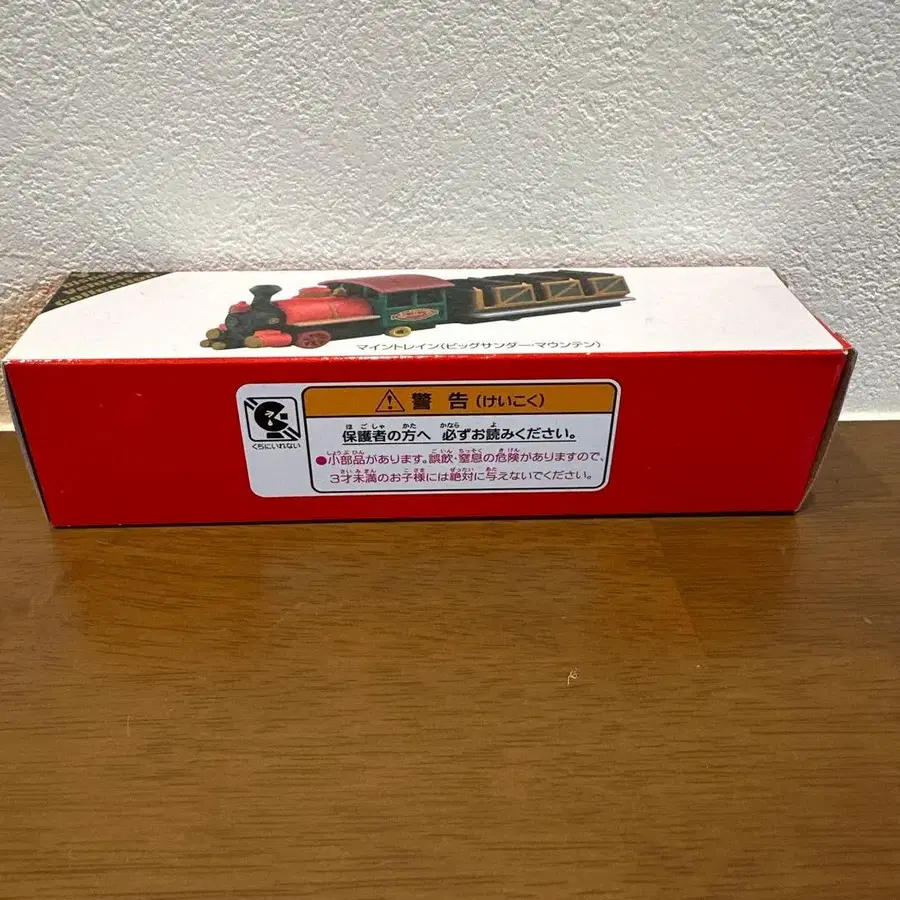 マイントレイン(ビッグサンダー・マウンテン)
警告(けいこく)
くちにいれない
保護者の方へ 必ずお読みください。
●小部品があります。誤飲・窒息の危険がありますので、
3才未満のお子様には絶対に与えないでください。